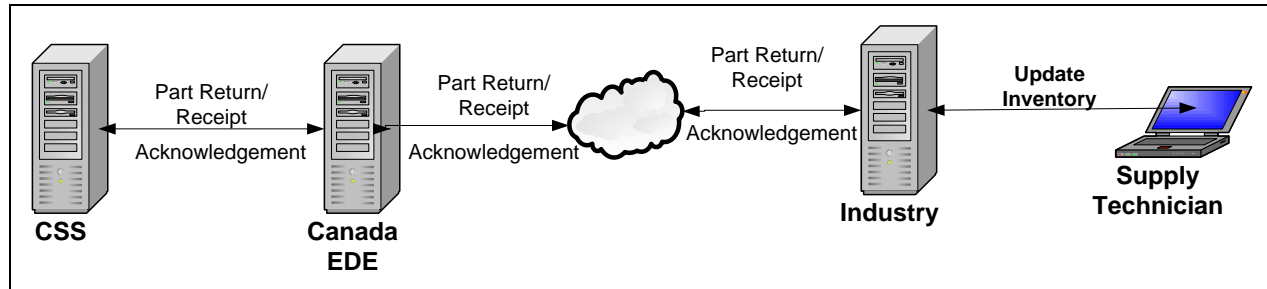 Part Return/
Receipt
Acknowledgement
CSS
Part Return/
Receipt
Acknowledgement
Canada
EDE
Part Return/
Receipt
Acknowledgement
Industry
Update
Inventory
Supply
Technician